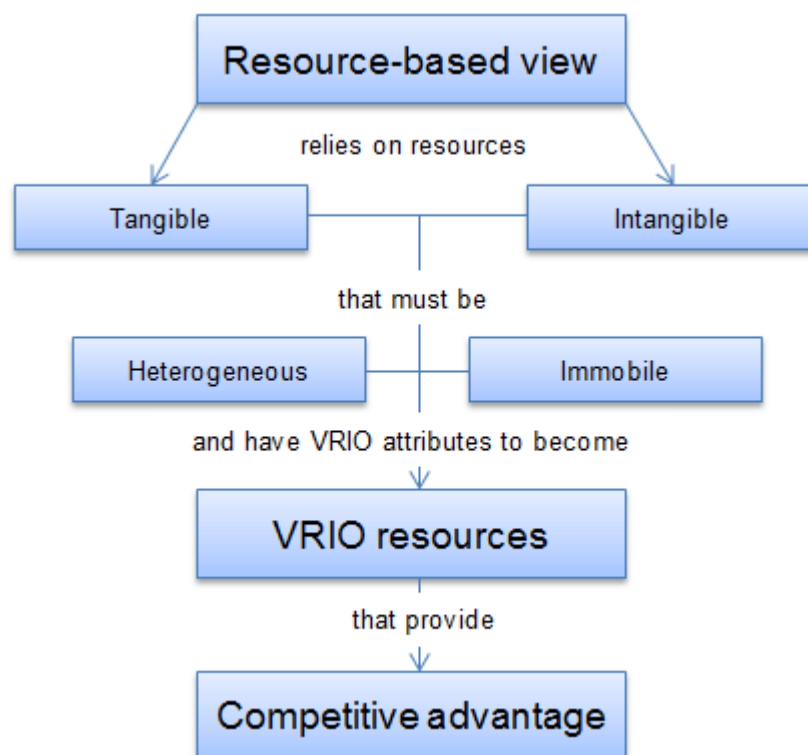 Resource-based view
relies on resources
Tangible
Intangible
that must be
Heterogeneous
Immobile
and have VRIO attributes to become
VRIO resources
that provide
Competitive advantage